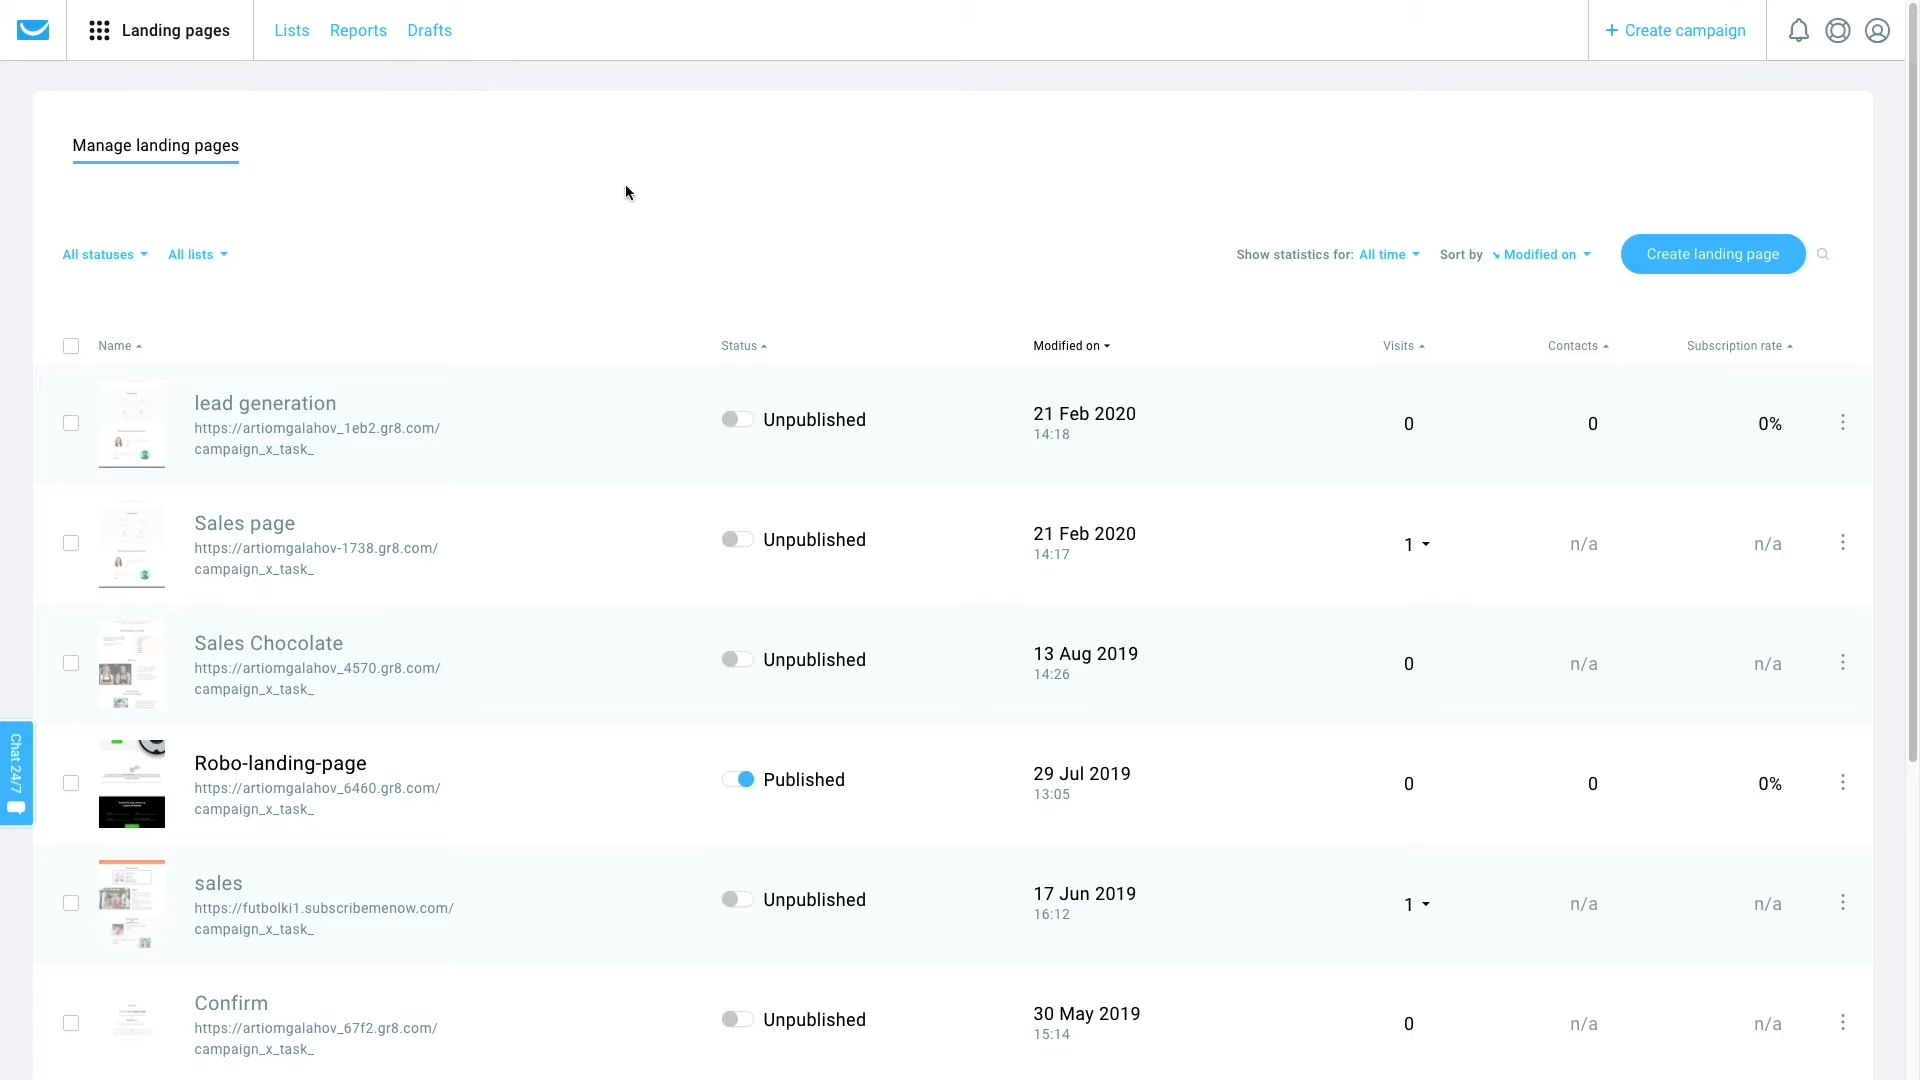 Landing pages
Lists
Reports
Drafts
+ Create campaign
Manage landing pages
All statuses
All lists
Show statistics for: All time
Sort by Modified on
Create landing page
Name
Status
Modified on
Visits
Contacts
Subscription rate
lead generation
https://artiomgalahov_1eb2.gr8.com/
campaign_x_task_
Unpublished
21 Feb 2020
14:18
0
0
0%
Sales page
https://artiomgalahov-1738.gr8.com/
campaign_x_task_
Unpublished
21 Feb 2020
14:17
1
n/a
n/a
Sales Chocolate
https://artiomgalahov_4570.gr8.com/
campaign_x_task_
Unpublished
13 Aug 2019
14:26
0
n/a
n/a
Chat 24/7
Robo-landing-page
https://artiomgalahov_6460.gr8.com/
campaign_x_task_
Published
29 Jul 2019
13:05
0
0
0%
sales
https://futbolki1.subscribemenow.com/
campaign_x_task_
Unpublished
17 Jun 2019
16:12
1
n/a
n/a
Confirm
https://artiomgalahov_67f2.gr8.com/
campaign_x_task_
Unpublished
30 May 2019
15:14
0
n/a
n/a